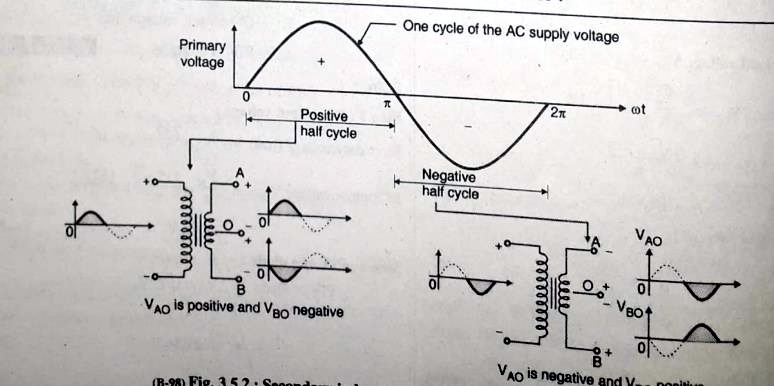 One cycle of the AC supply voltage
Primary
voltage
+
0
π
2π
ωt
−
Positive
half cycle
Negative
half cycle
+
A
+
0
O
−
+
0
−
−
B
0
VAO is positive and VBO negative
+
A
−
VAO
0
0
O
+
−
VBO
0
−
B
+
VAO is negative and
(B-98) Fig. 3.5.2 :